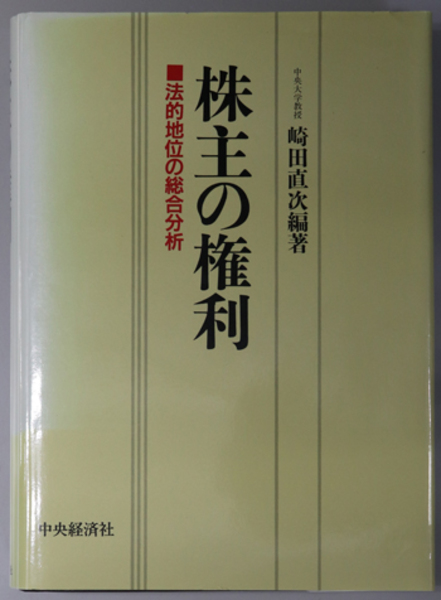 中央大学教授
崎田直次編著
株主の権利
■法的地位の総合分析
中央経済社